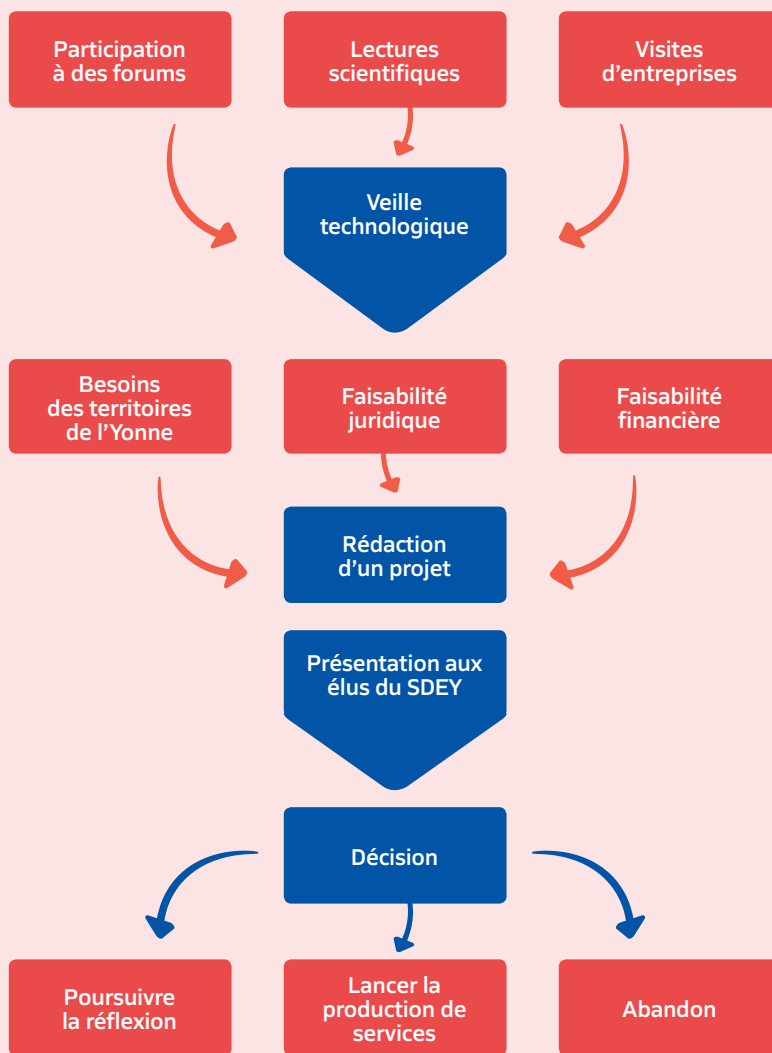 Participation
à des forums
Lectures
scientifiques
Visites
d'entreprises
Veille
technologique
Besoins
des territoires
de l'Yonne
Faisabilité
juridique
Faisabilité
financière
Rédaction
d'un projet
Présentation aux
élus du SDEY
Décision
Poursuivre
la réflexion
Lancer la
production de
services
Abandon